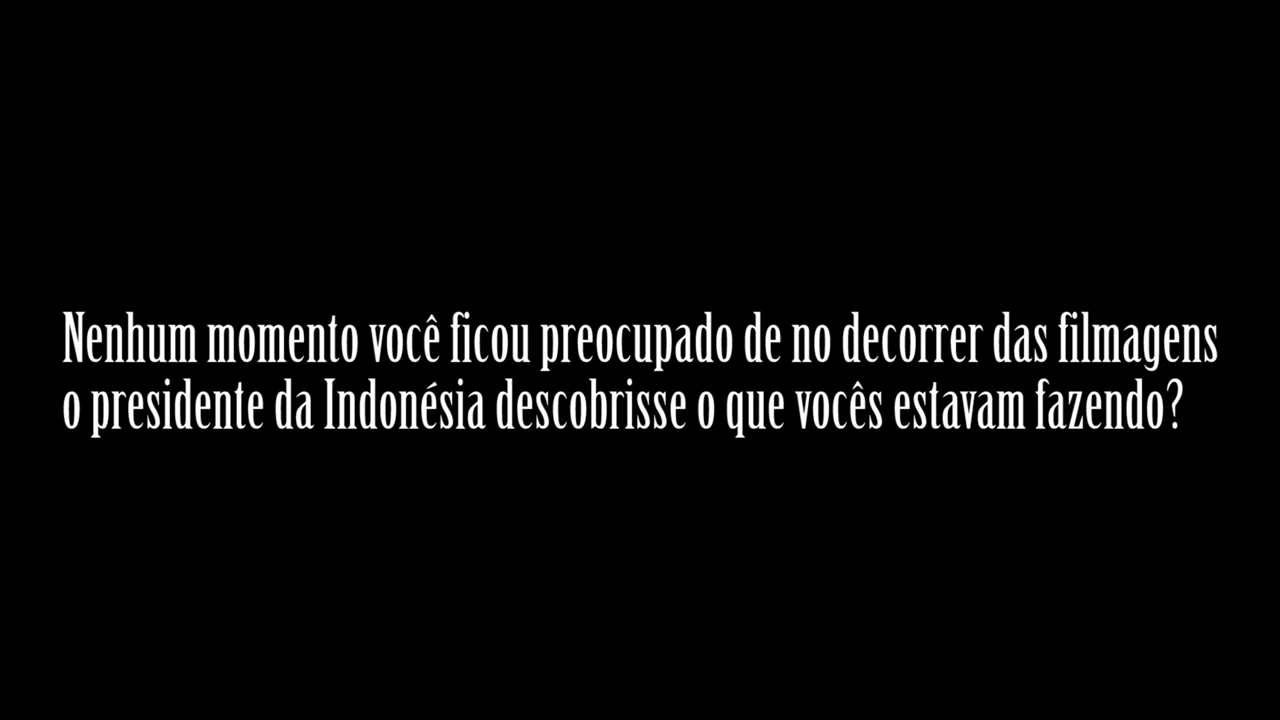 Nenhum momento você ficou preocupado de no decorrer das filmagens
o presidente da Indonésia descobrisse o que vocês estavam fazendo?